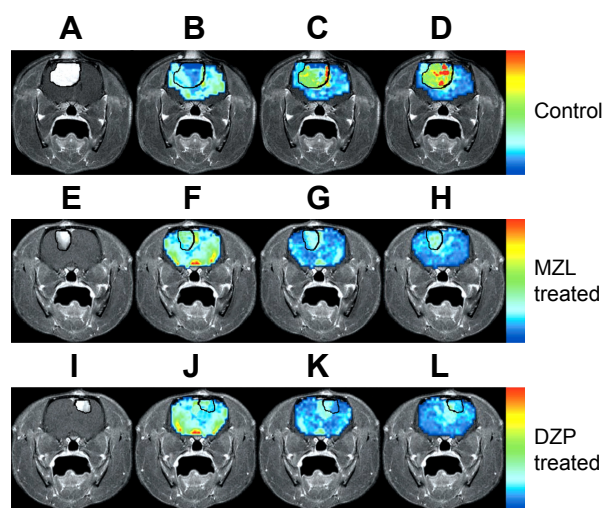 A B C D
Control
E F G H
MZL
treated
I J K L
DZP
treated